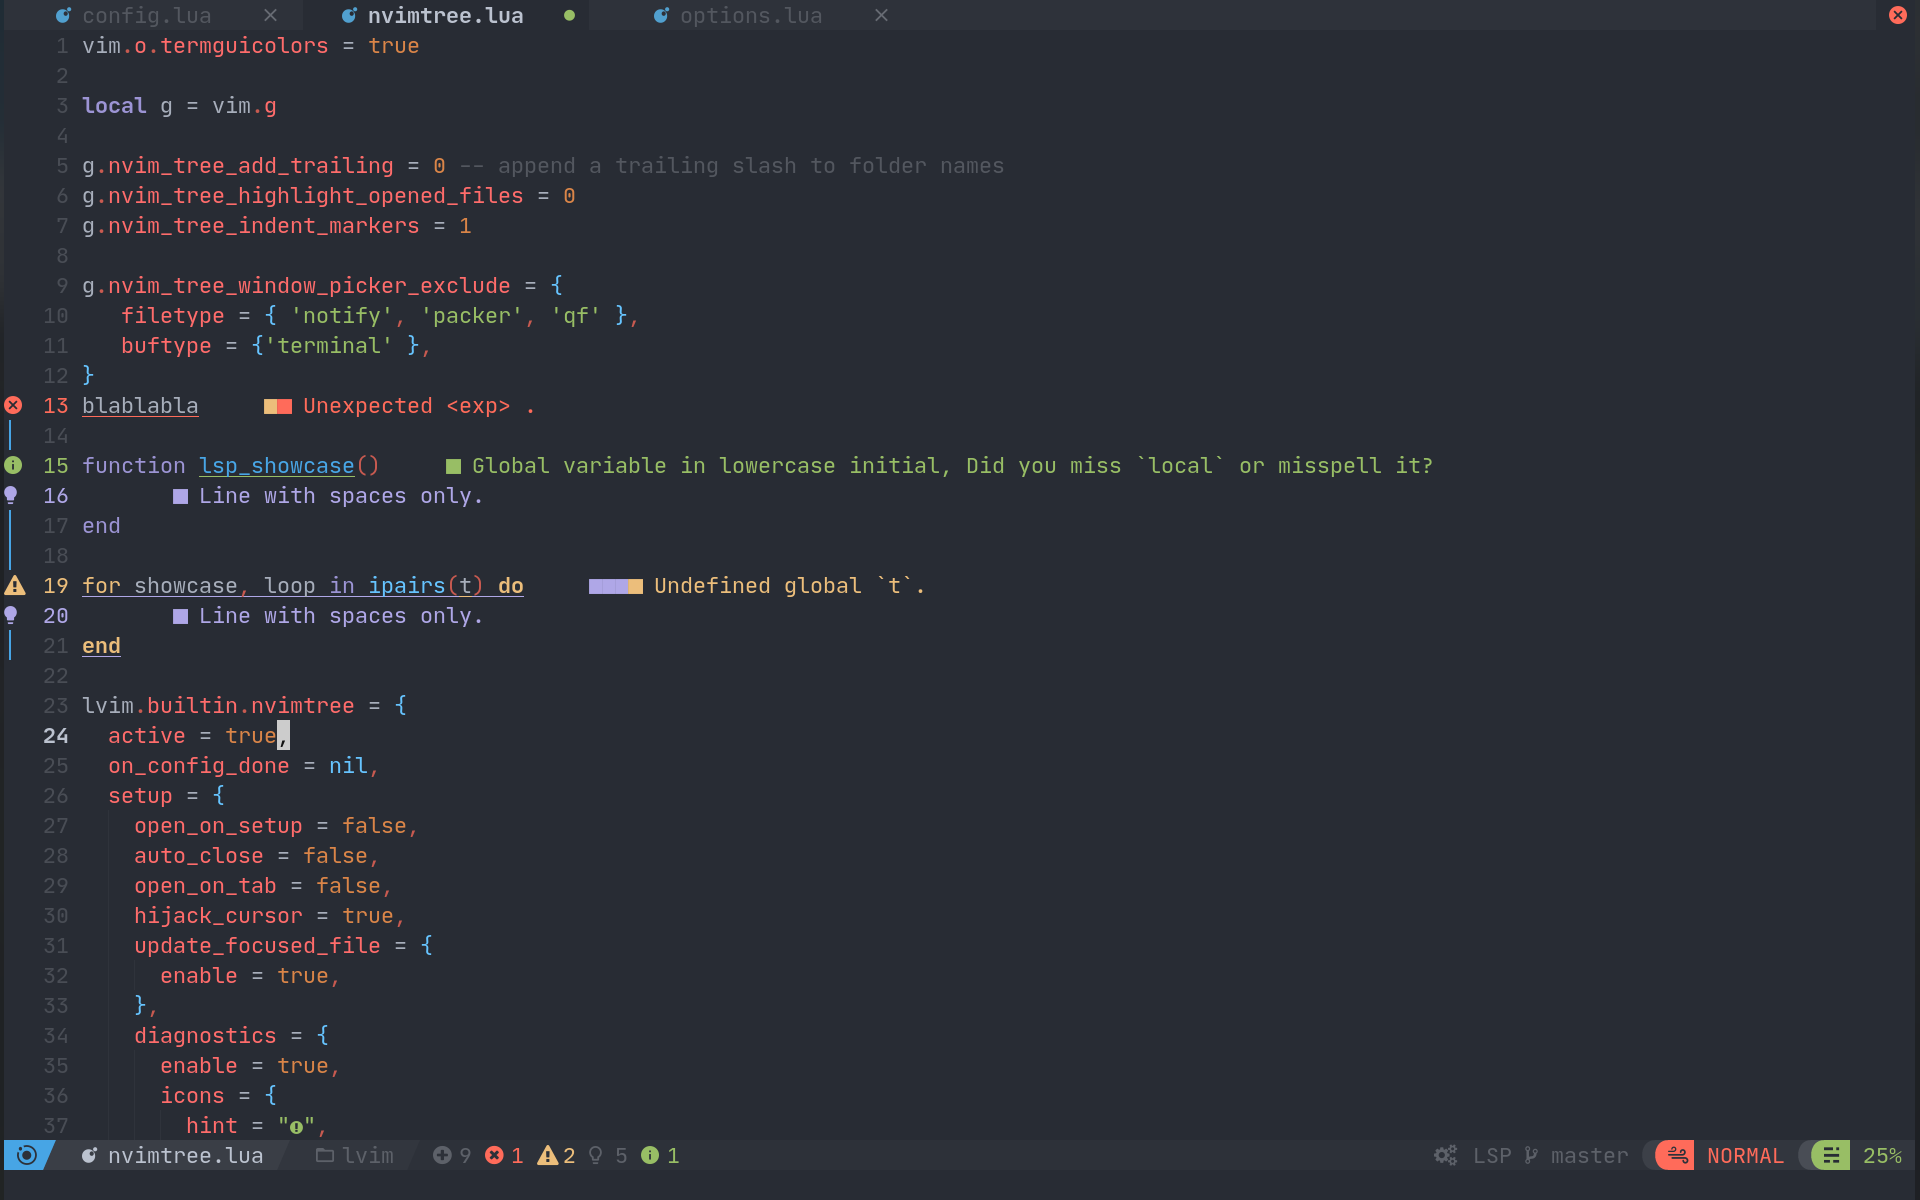 config.lua nvimtree.lua options.lua
1 vim.o.termguicolors = true
2
3 local g = vim.g
4
5 g.nvim_tree_add_trailing = 0 -- append a trailing slash to folder names
6 g.nvim_tree_highlight_opened_files = 0
7 g.nvim_tree_indent_markers = 1
8
9 g.nvim_tree_window_picker_exclude = {
10    filetype = { 'notify', 'packer', 'qf' },
11    buftype = {'terminal' },
12 }
13 blablabla Unexpected <exp> .
14
15 function lsp_showcase() Global variable in lowercase initial, Did you miss `local` or misspell it?
16 Line with spaces only.
17 end
18
19 for showcase, loop in ipairs(t) do Undefined global `t`.
20 Line with spaces only.
21 end
22
23 lvim.builtin.nvimtree = {
24   active = true,
25   on_config_done = nil,
26   setup = {
27     open_on_setup = false,
28     auto_close = false,
29     open_on_tab = false,
30     hijack_cursor = true,
31     update_focused_file = {
32       enable = true,
33     },
34     diagnostics = {
35       enable = true,
36       icons = {
37         hint = "",
nvimtree.lua lvim 9 1 2 5 1 LSP master NORMAL 25%